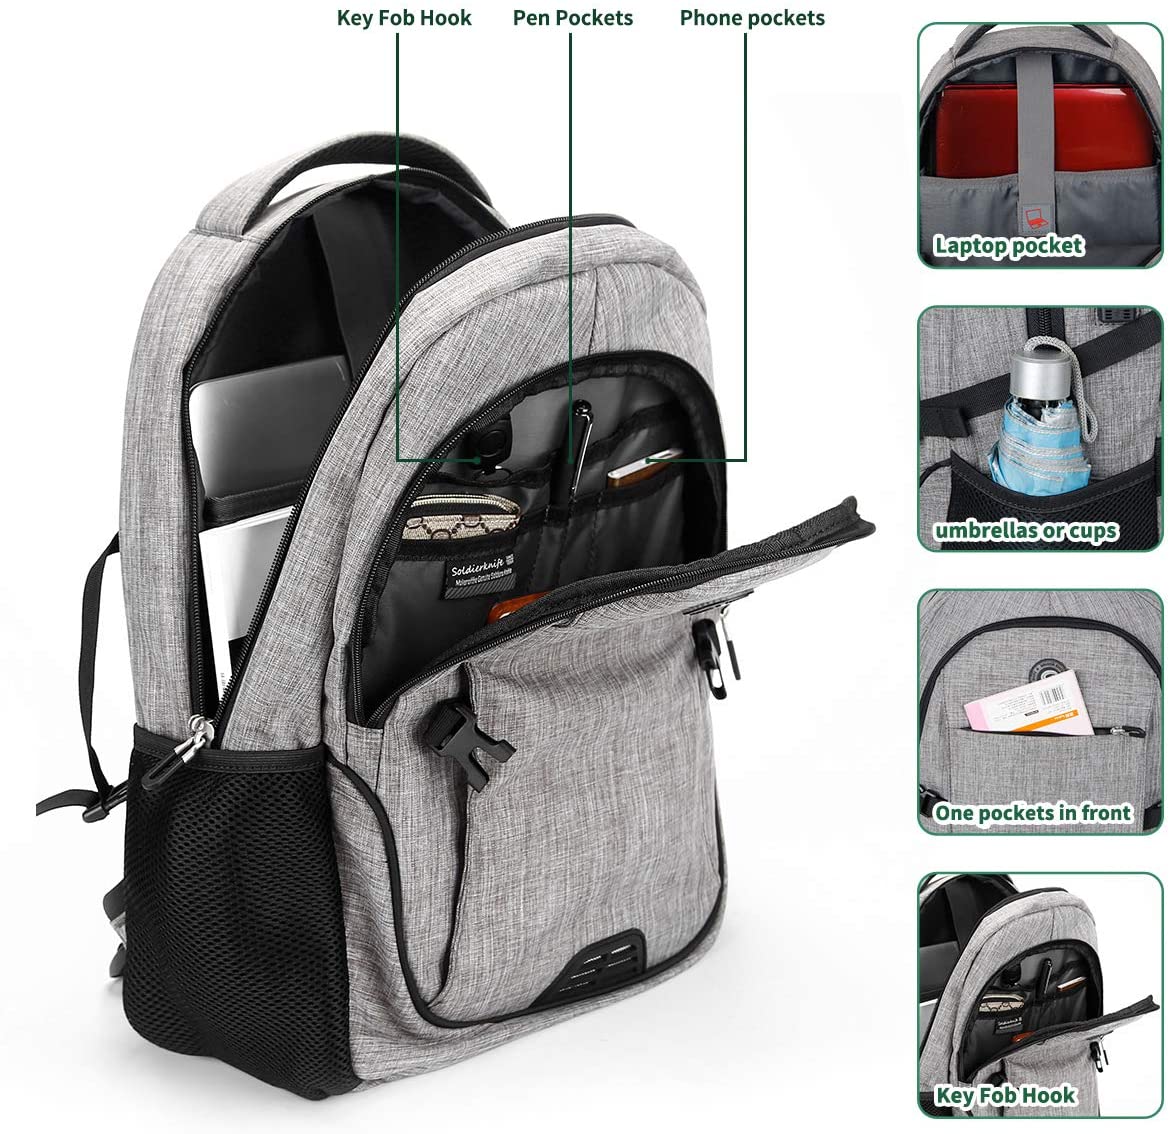 Key Fob Hook
Pen Pockets
Phone pockets
Laptop pocket
umbrellas or cups
Soldierknife
One pockets in front
Key Fob Hook